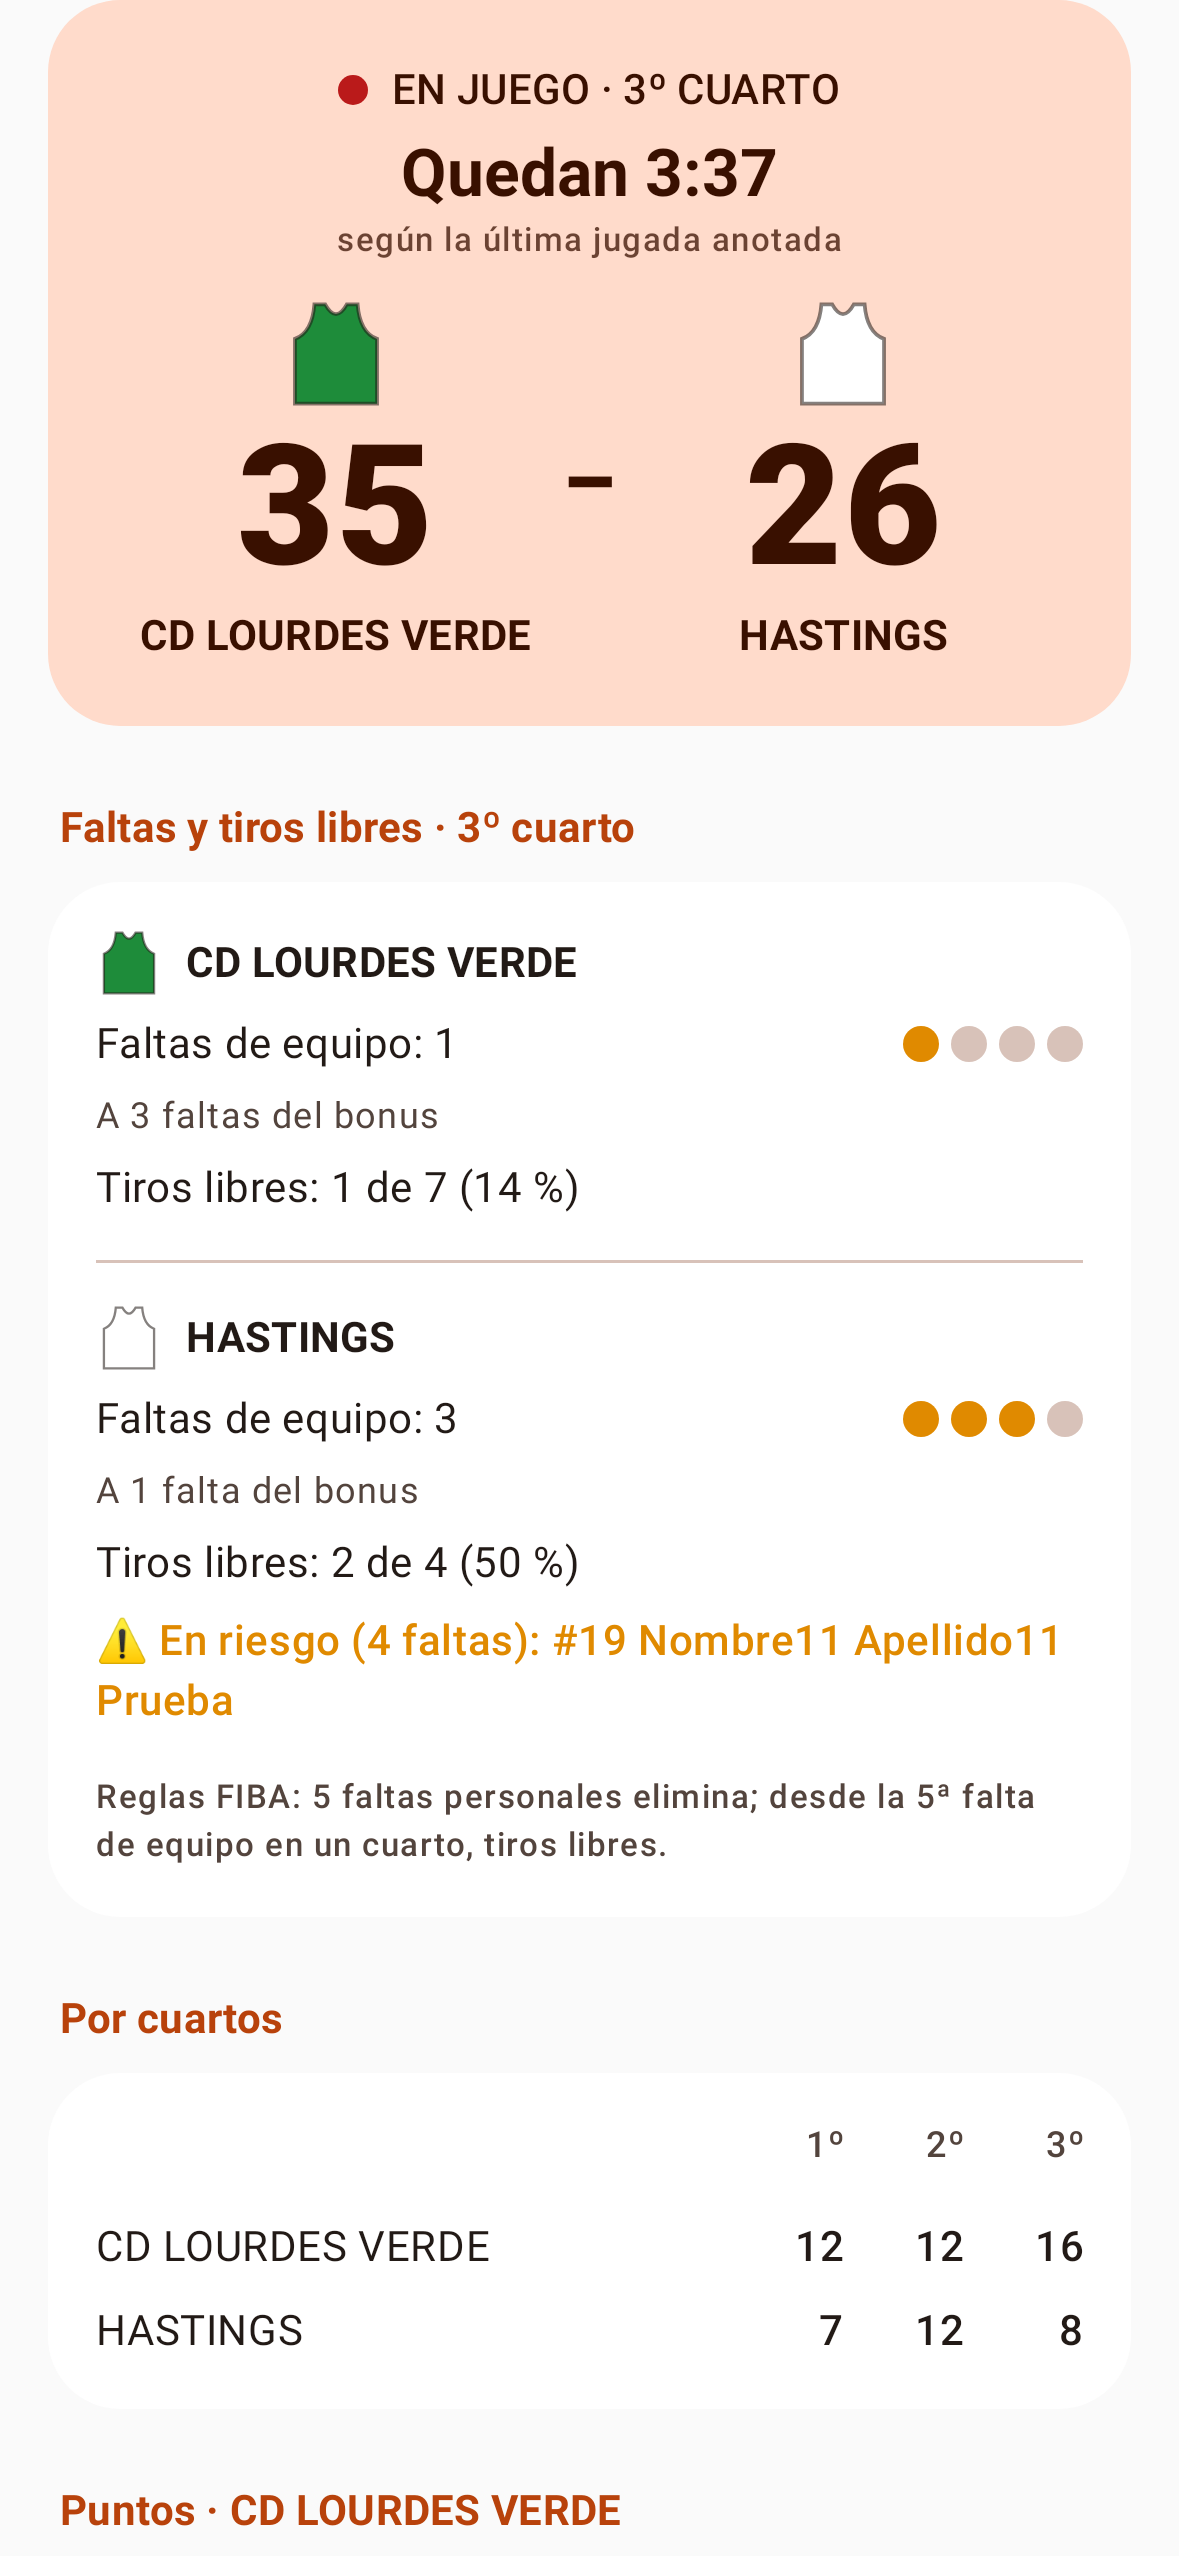 EN JUEGO · 3º CUARTO
Quedan 3:37
según la última jugada anotada
35 – 26
CD LOURDES VERDE HASTINGS
Faltas y tiros libres · 3º cuarto
CD LOURDES VERDE
Faltas de equipo: 1
A 3 faltas del bonus
Tiros libres: 1 de 7 (14 %)
HASTINGS
Faltas de equipo: 3
A 1 falta del bonus
Tiros libres: 2 de 4 (50 %)
⚠️ En riesgo (4 faltas): #19 Nombre11 Apellido11
Prueba
Reglas FIBA: 5 faltas personales elimina; desde la 5ª falta
de equipo en un cuarto, tiros libres.
Por cuartos
1º 2º 3º
CD LOURDES VERDE 12 12 16
HASTINGS 7 12 8
Puntos · CD LOURDES VERDE